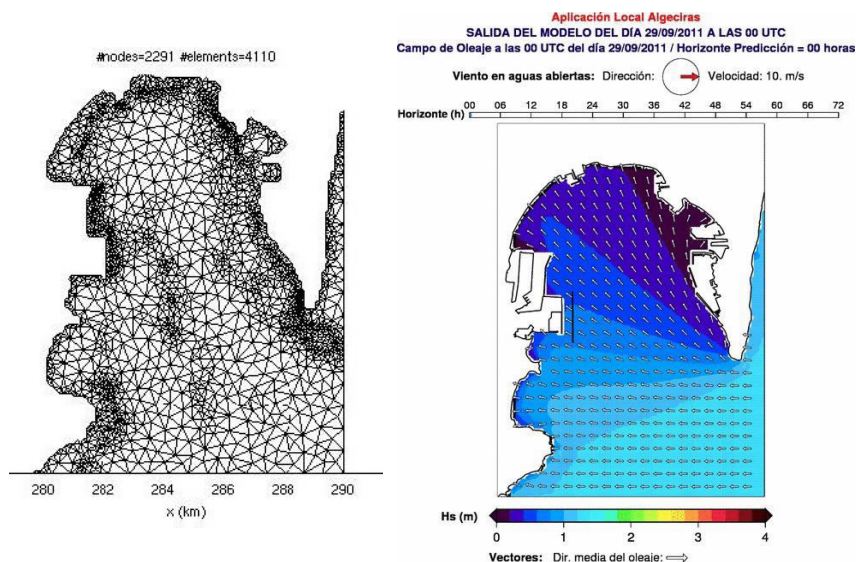 #nodes=2291 #elements=4110
280 282 284 286 288 290
x (km)
Aplicación Local Algeciras
SALIDA DEL MODELO DEL DÍA 29/09/2011 A LAS 00 UTC
Campo de Oleaje a las 00 UTC del día 29/09/2011 / Horizonte Predicción = 00 horas
Viento en aguas abiertas: Dirección: Velocidad: 10. m/s
Horizonte (h) 00 06 12 18 24 30 36 42 48 54 60 66 72
Hs (m) 0 1 2 3 4
Vectores: Dir. media del oleaje: